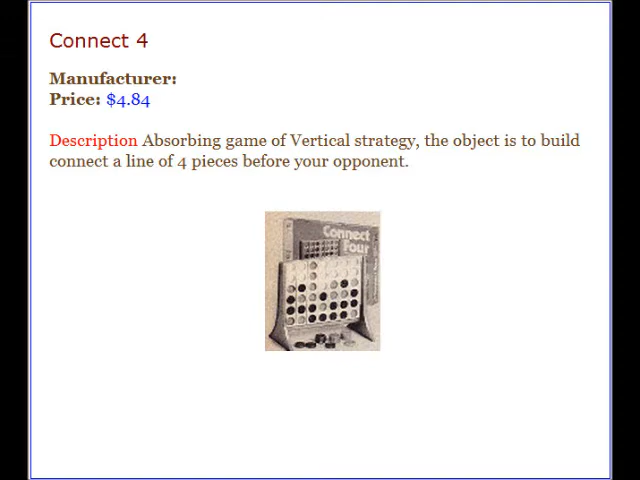 Connect 4
Manufacturer:
Price: $4.84
Description Absorbing game of Vertical strategy, the object is to build
connect a line of 4 pieces before your opponent.
Connect
Four